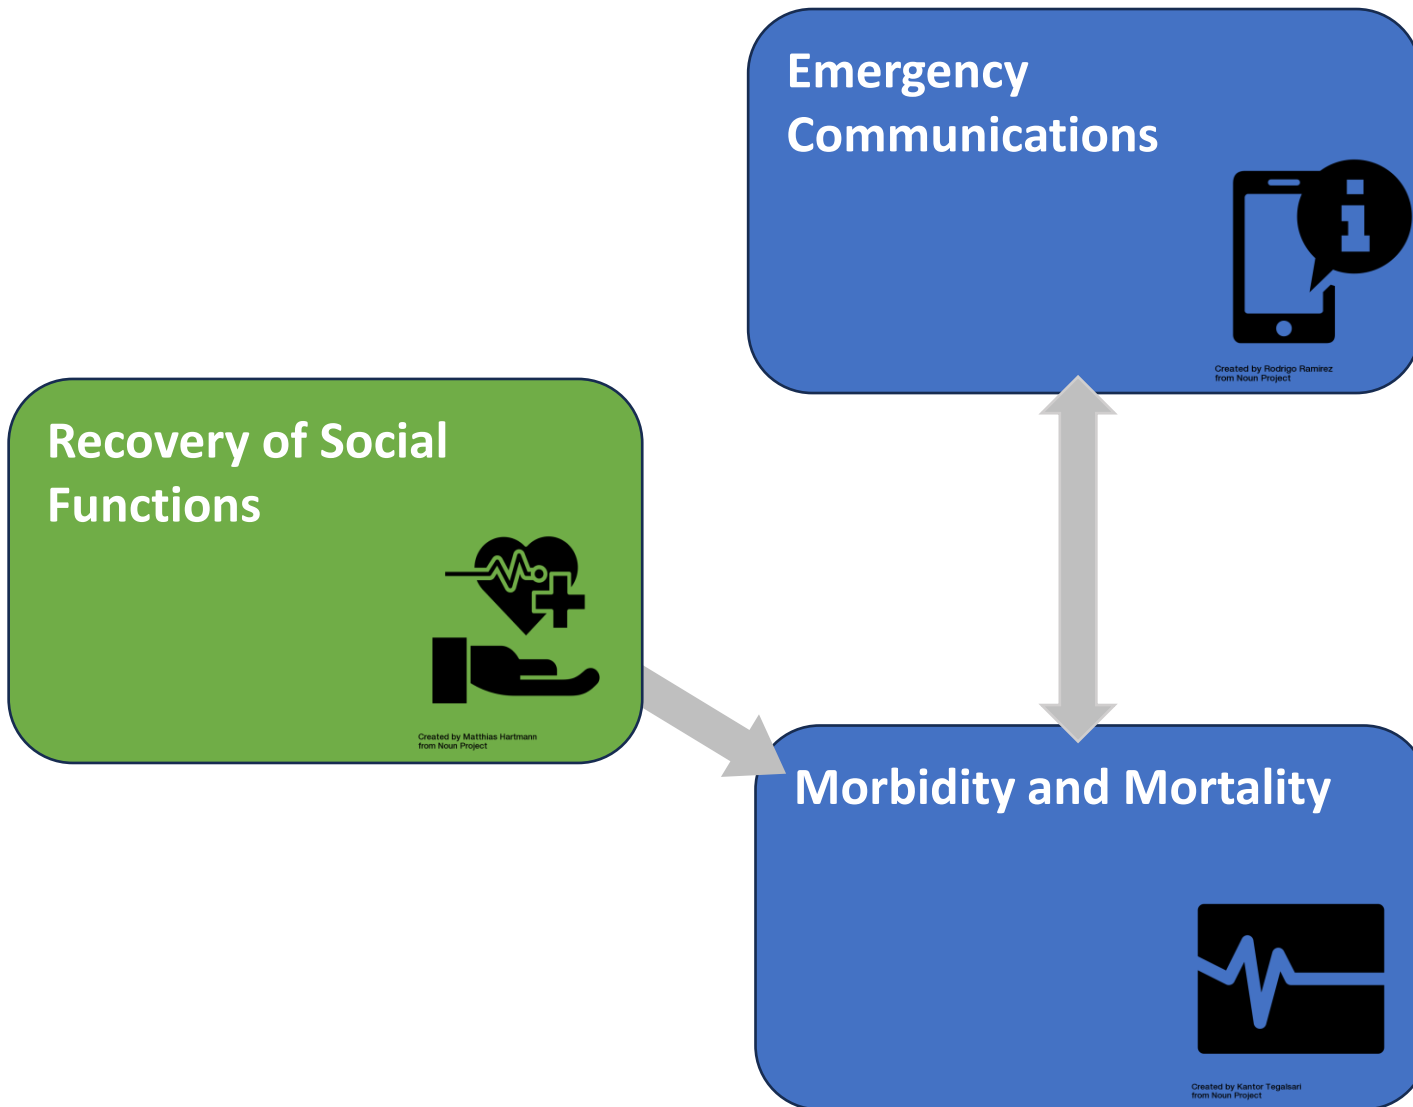 Emergency
Communications
Created by Rodrigo Ramirez
from Noun Project
Recovery of Social
Functions
Created by Matthias Hartmann
from Noun Project
Morbidity and Mortality
Created by Kantor Tegalsari
from Noun Project